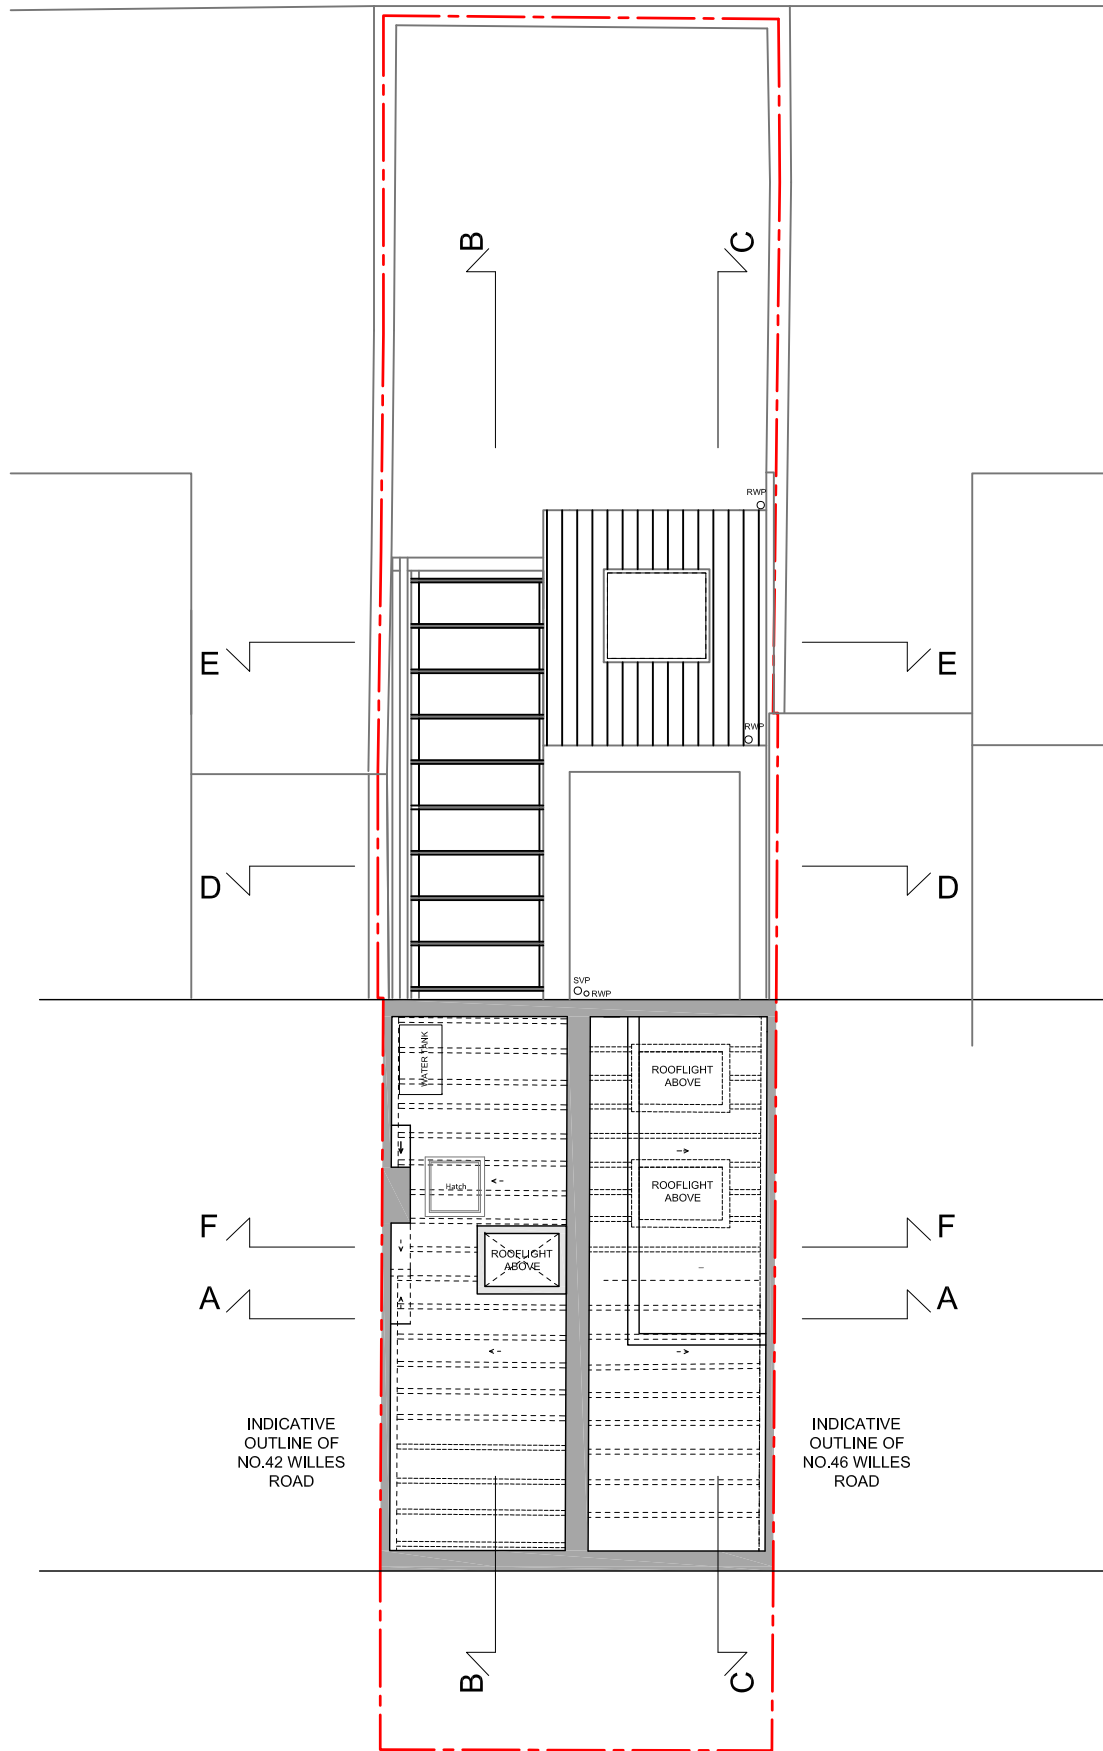 B
C
RWP
E
E
RWP
D
D
SVP
RWP
WATER TANK
ROOFLIGHT
ABOVE
Hatch
ROOFLIGHT
ABOVE
F
F
ROOFLIGHT
ABOVE
A
A
INDICATIVE
OUTLINE OF
NO.42 WILLES
ROAD
INDICATIVE
OUTLINE OF
NO.46 WILLES
ROAD
B
C